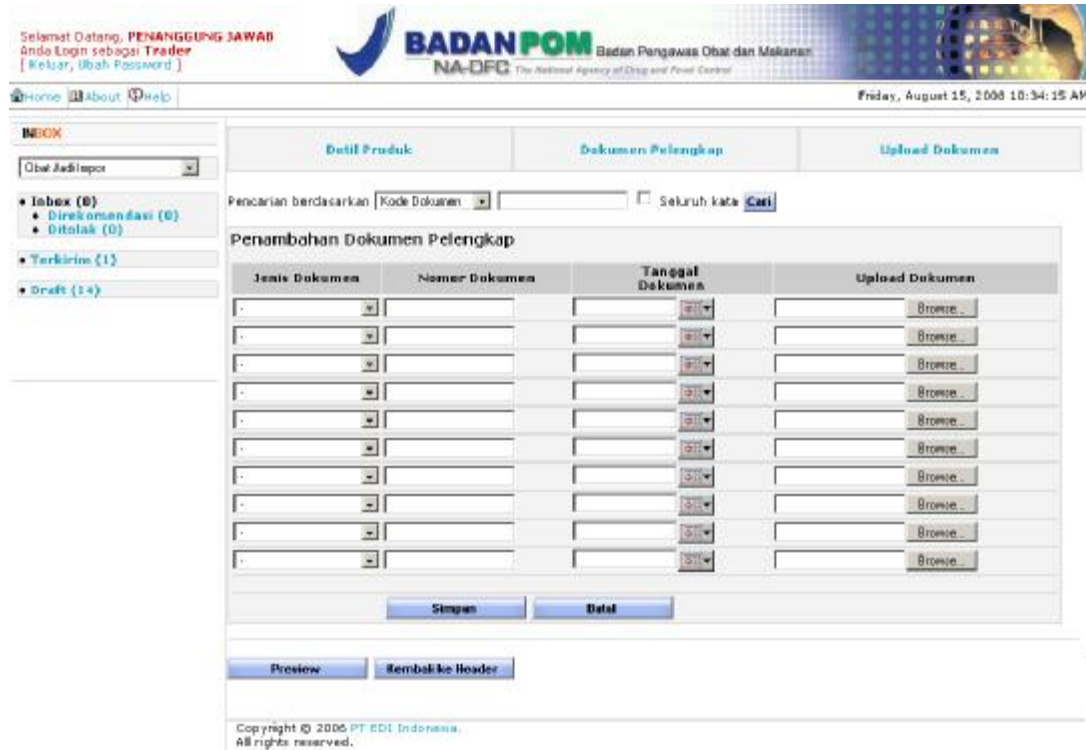 Selamat Datang, PENANGGUNG JAWAB
Anda Login sebagai Trader
[ Keluar, Ubah Password ]
BADAN POM Badan Pengawas Obat dan Makanan
NA-DFC The National Agency of Drug and Food Control
Home About Help
Friday, August 15, 2008 10:34:15 AM
INBOX
Obat Jadi Impor
Inbox (0)
Direkomendasi (0)
Ditolak (0)
Terkirim (1)
Draft (14)
Detil Produk Dokumen Pelengkap Upload Dokumen
Pencarian berdasarkan Kode Dokumen Seluruh kata Cari
Penambahan Dokumen Pelengkap
Jenis Dokumen Nomor Dokumen Tanggal Dokumen Upload Dokumen
- Browse...
- Browse...
- Browse...
- Browse...
- Browse...
- Browse...
- Browse...
- Browse...
- Browse...
- Browse...
Simpan Batal
Preview Kembali ke Header
Copyright © 2006 PT EDI Indonesia.
All rights reserved.